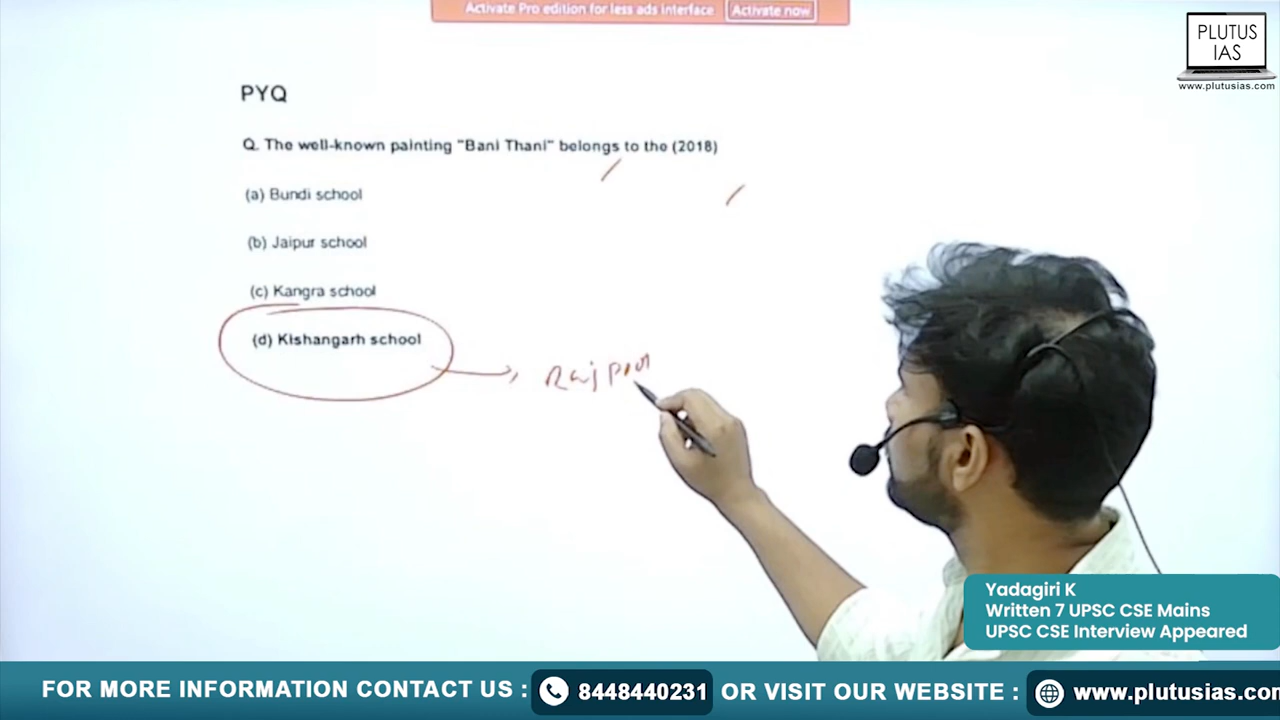 Activate Pro edition for less ads interface Activate now
PLUTUS
IAS
www.plutusias.com
PYQ
Q. The well-known painting "Bani Thani" belongs to the (2018)
(a) Bundi school
(b) Jaipur school
(c) Kangra school
(d) Kishangarh school
Yadagiri K
Written 7 UPSC CSE Mains
UPSC CSE Interview Appeared
FOR MORE INFORMATION CONTACT US : 8448440231 OR VISIT OUR WEBSITE : www.plutusias.con